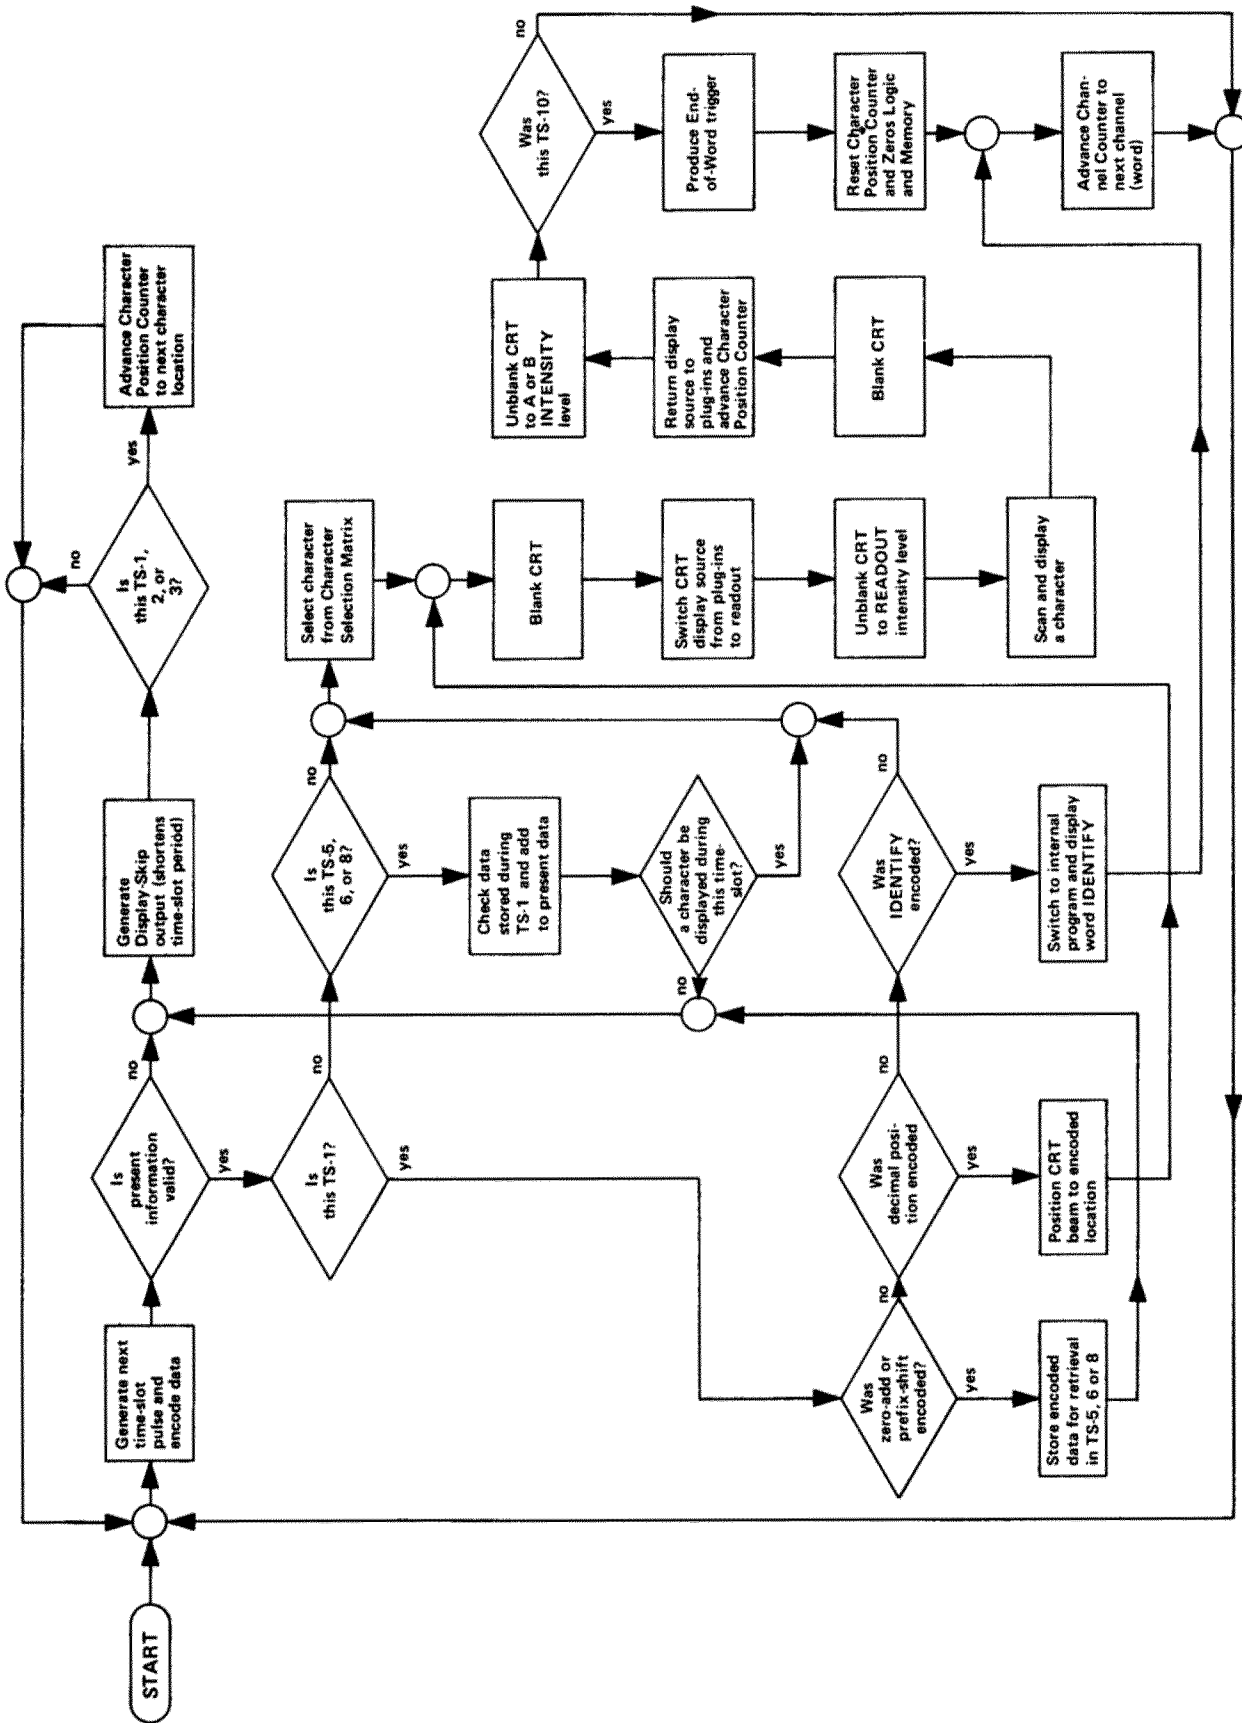 START
Generate next
time-slot
pulse and
encode data
Is
present
information
valid?
no
yes
Generate
Display-Skip
output (shortens
time-slot period)
Is
this TS-1,
2, or
3?
no
yes
Advance Character
Position Counter
to next character
location
Is
this TS-1?
no
yes
Is
this TS-5,
6, or 8?
no
yes
Select character
from Character
Selection Matrix
Check data
stored during
TS-1 and add
to present data
Should
a character be
displayed during
this time-
slot?
no
yes
Was
zero-add or
prefix-shift
encoded?
no
yes
Store encoded
data for retrieval
in TS-5, 6 or 8
Was
decimal posi-
tion encoded
no
yes
Position CRT
beam to encoded
location
Was
IDENTIFY
encoded?
no
yes
Switch to internal
program and display
word IDENTIFY
Blank CRT
Switch CRT
display source
from plug-ins
to readout
Unblank CRT
to READOUT
intensity level
Scan and display
a character
Blank CRT
Return display
source to
plug-ins and
advance Character
Position Counter
Unblank CRT
to A or B
INTENSITY
level
Was
this TS-10?
no
yes
Produce End-
of-Word trigger
Reset Character
Position Counter
and Zeros Logic
and Memory
Advance Chan-
nel Counter to
next channel
(word)